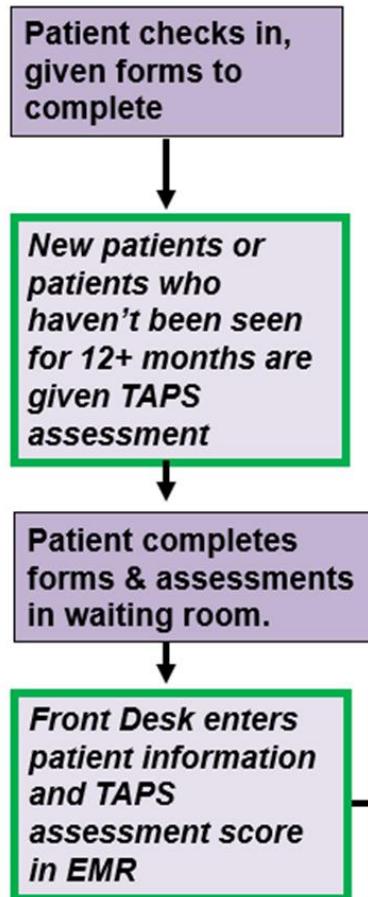 Patient checks in,
given forms to
complete
New patients or
patients who
haven’t been seen
for 12+ months are
given TAPS
assessment
Patient completes
forms & assessments
in waiting room.
Front Desk enters
patient information
and TAPS
assessment score
in EMR